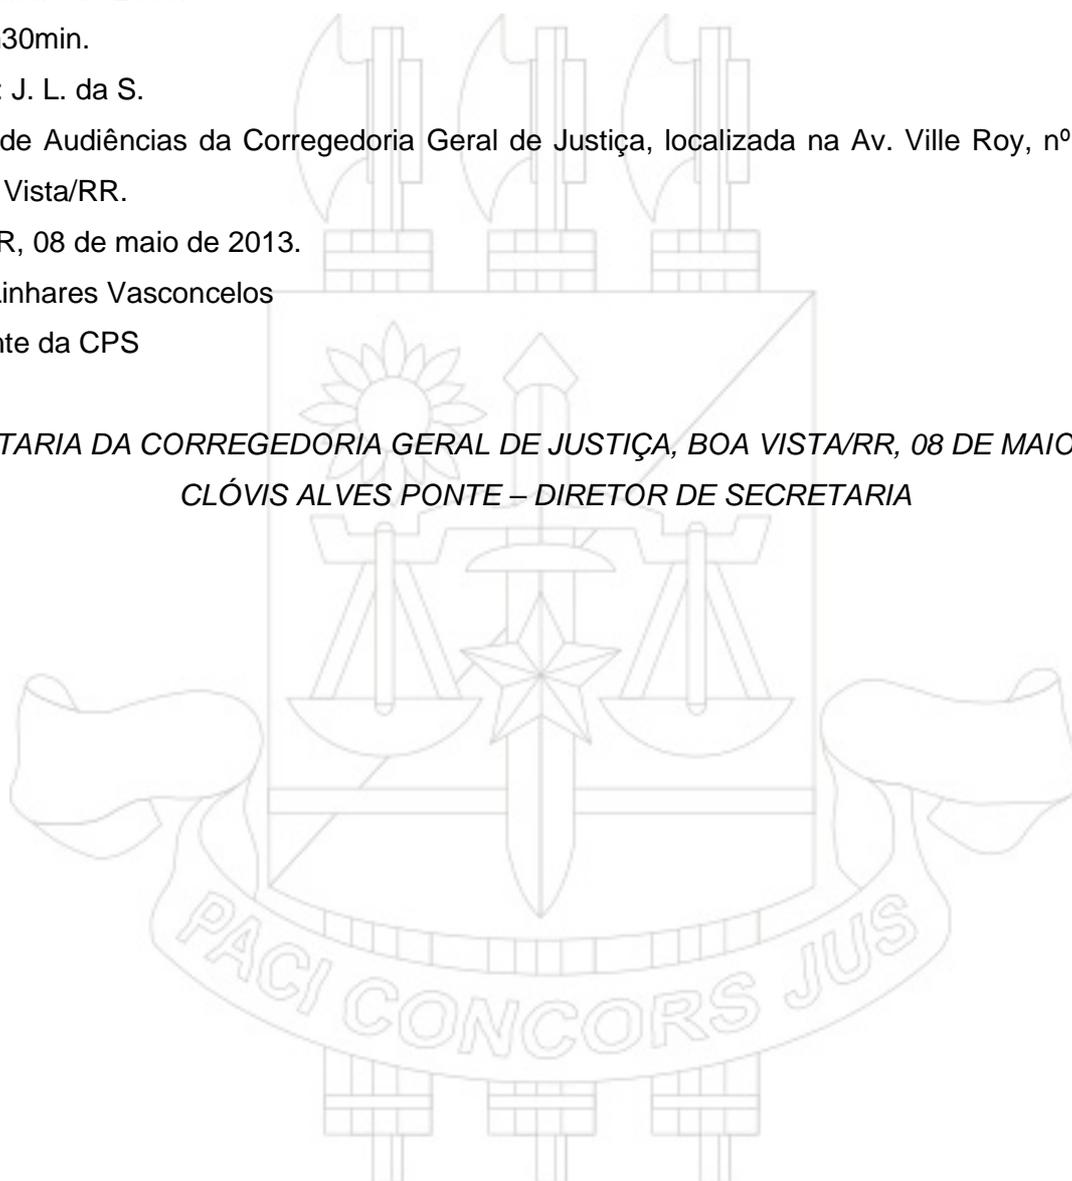 30min.
: J. L. da S.
de Audiências da Corregedoria Geral de Justiça, localizada na Av. Ville Roy, nº
Vista/RR.
R, 08 de maio de 2013.
inhares Vasconcelos
nte da CPS
TARIA DA CORREGEDORIA GERAL DE JUSTIÇA, BOA VISTA/RR, 08 DE MAIO
CLÓVIS ALVES PONTE – DIRETOR DE SECRETARIA
PACI CONCORS JUS